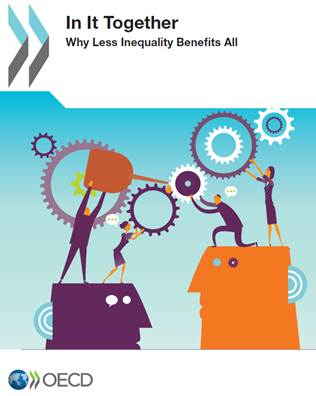 In It Together
Why Less Inequality Benefits All
OECD